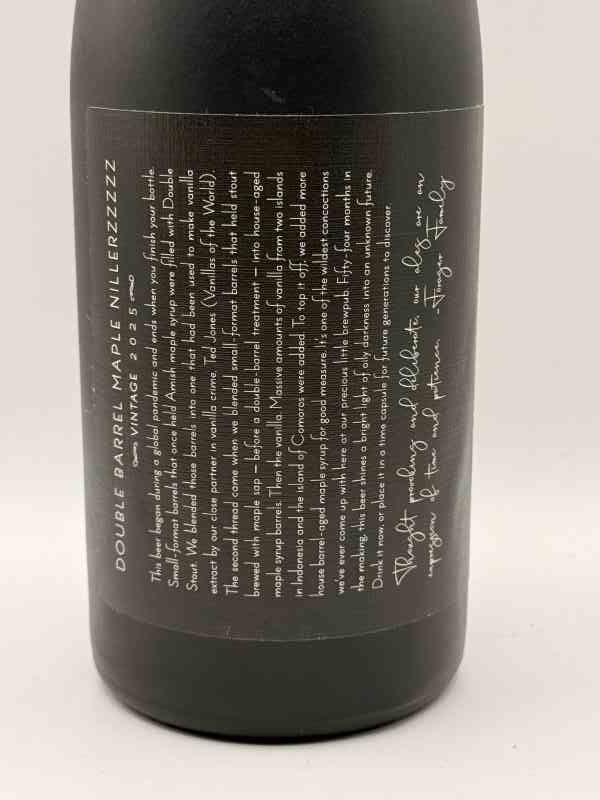 DOUBLE BARREL MAPLE NILLERZZZZZ
VINTAGE 2025
This beer began during a global pandemic and ends when you finish your bottle.
Small-format barrels that once held Amish maple syrup were filled with Double
Stout. We blended those barrels into one that had been used to make vanilla
extract by our close partner in vanilla crime, Ted Jones (Vanillas of the World).
The second thread came when we blended small-format barrels that held stout
brewed with maple sap — before a double-barrel treatment — into house-aged
maple syrup barrels. Then the vanilla. Massive amounts of vanilla from two islands
in Indonesia and the island of Comoros were added. To top it off, we added more
house barrel-aged maple syrup for good measure. It's one of the wildest concoctions
we've ever come up with here at our precious little brewpub. Fifty-four months in
the making, this beer shines a bright light of oily darkness into an unknown future.
Drink it now, or place it in a time capsule for future generations to discover.
Thought provoking and deliberate, our ales are an
expression of time and patience. -Forager Family